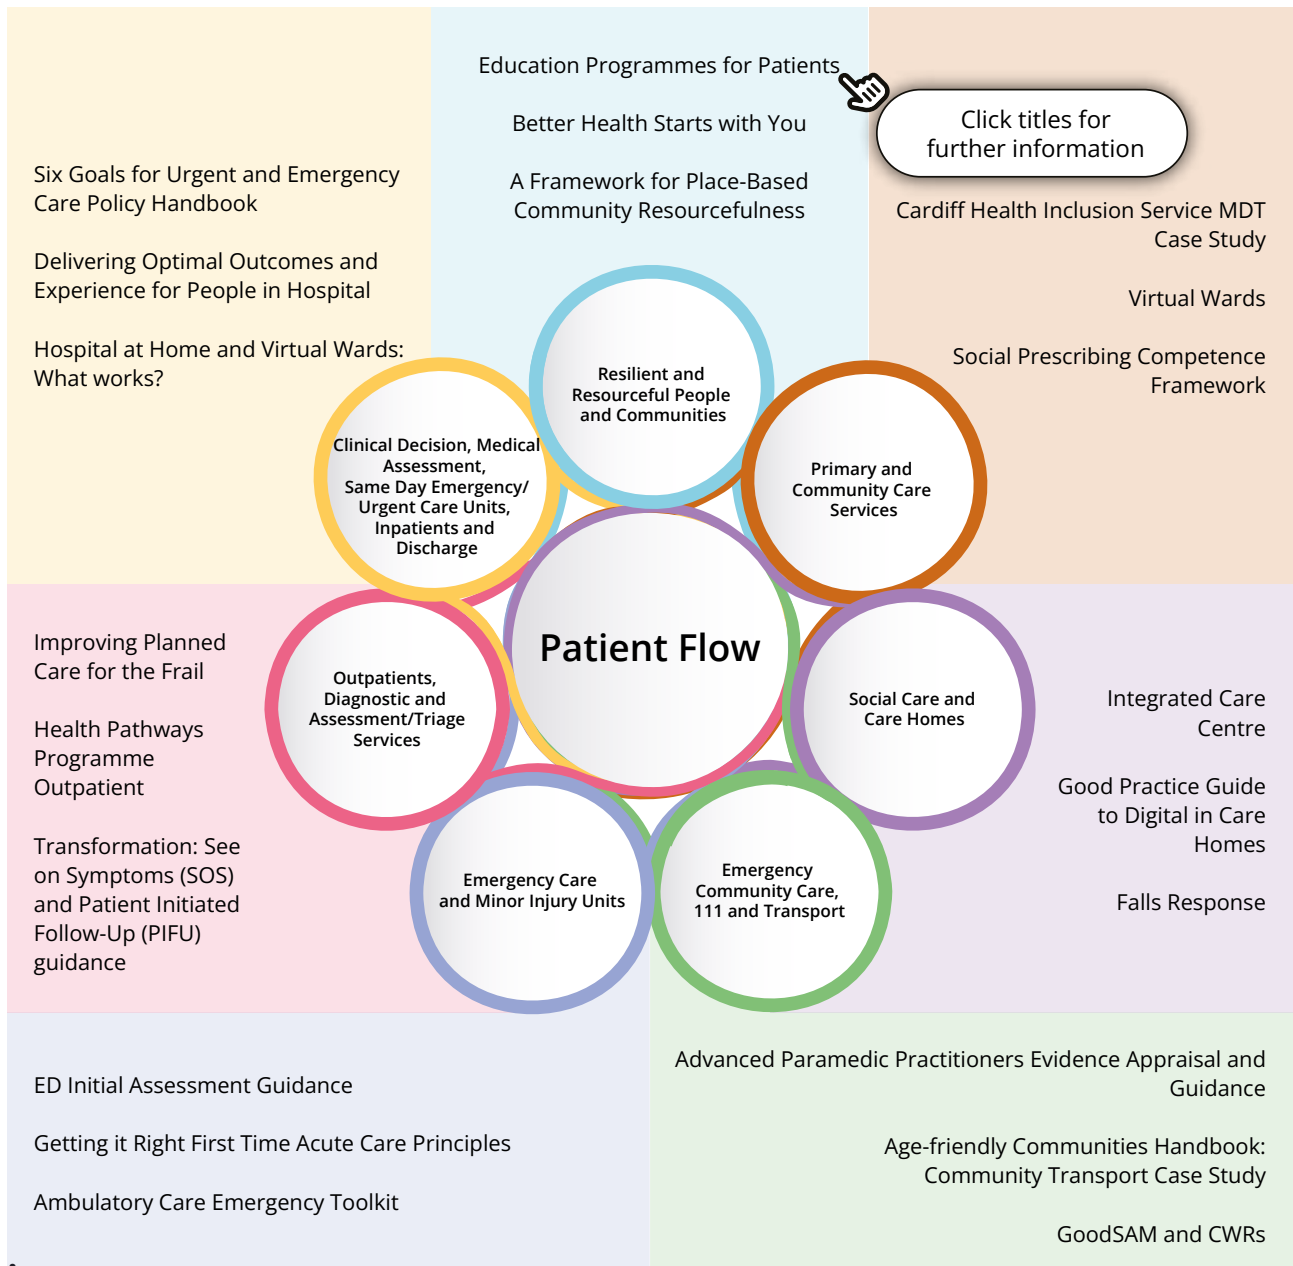 Education Programmes for Patients
Better Health Starts with You
A Framework for Place-Based
Community Resourcefulness
Click titles for
further information
Six Goals for Urgent and Emergency
Care Policy Handbook
Delivering Optimal Outcomes and
Experience for People in Hospital
Hospital at Home and Virtual Wards:
What works?
Cardiff Health Inclusion Service MDT
Case Study
Virtual Wards
Social Prescribing Competence
Framework
Resilient and
Resourceful People
and Communities
Clinical Decision, Medical
Assessment,
Same Day Emergency/
Urgent Care Units,
Inpatients and
Discharge
Primary and
Community Care
Services
Patient Flow
Improving Planned
Care for the Frail
Health Pathways
Programme
Outpatient
Transformation: See
on Symptoms (SOS)
and Patient Initiated
Follow-Up (PIFU)
guidance
Outpatients,
Diagnostic and
Assessment/Triage
Services
Social Care and
Care Homes
Integrated Care
Centre
Good Practice Guide
to Digital in Care
Homes
Falls Response
Emergency Care
and Minor Injury Units
Emergency
Community Care,
111 and Transport
ED Initial Assessment Guidance
Getting it Right First Time Acute Care Principles
Ambulatory Care Emergency Toolkit
Advanced Paramedic Practitioners Evidence Appraisal and
Guidance
Age-friendly Communities Handbook:
Community Transport Case Study
GoodSAM and CWRs